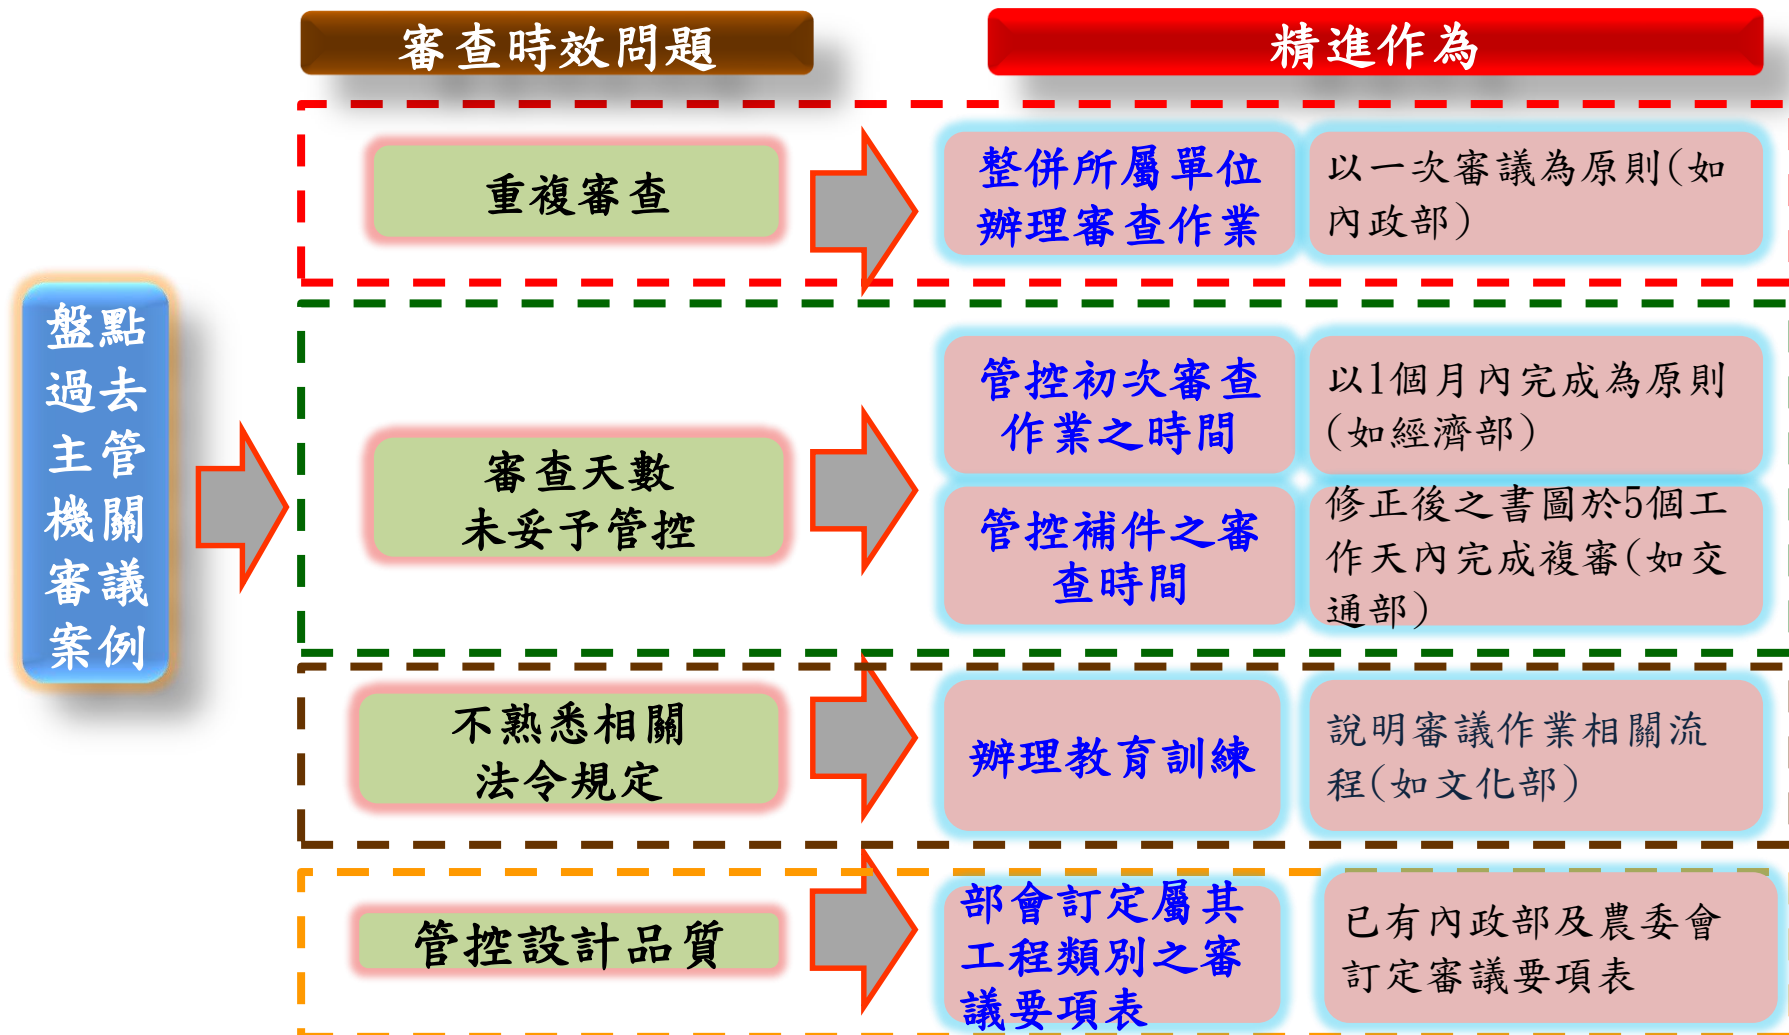 審查時效問題
精進作為
盤點
過去
主管
機關
審議
案例
重複審查
整併所屬單位
辦理審查作業
以一次審議為原則(如
內政部)
審查天數
未妥予管控
管控初次審查
作業之時間
以1個月內完成為原則
(如經濟部)
管控補件之審
查時間
修正後之書圖於5個工
作天內完成複審(如交
通部)
不熟悉相關
法令規定
辦理教育訓練
說明審議作業相關流
程(如文化部)
管控設計品質
部會訂定屬其
工程類別之審
議要項表
已有內政部及農委會
訂定審議要項表